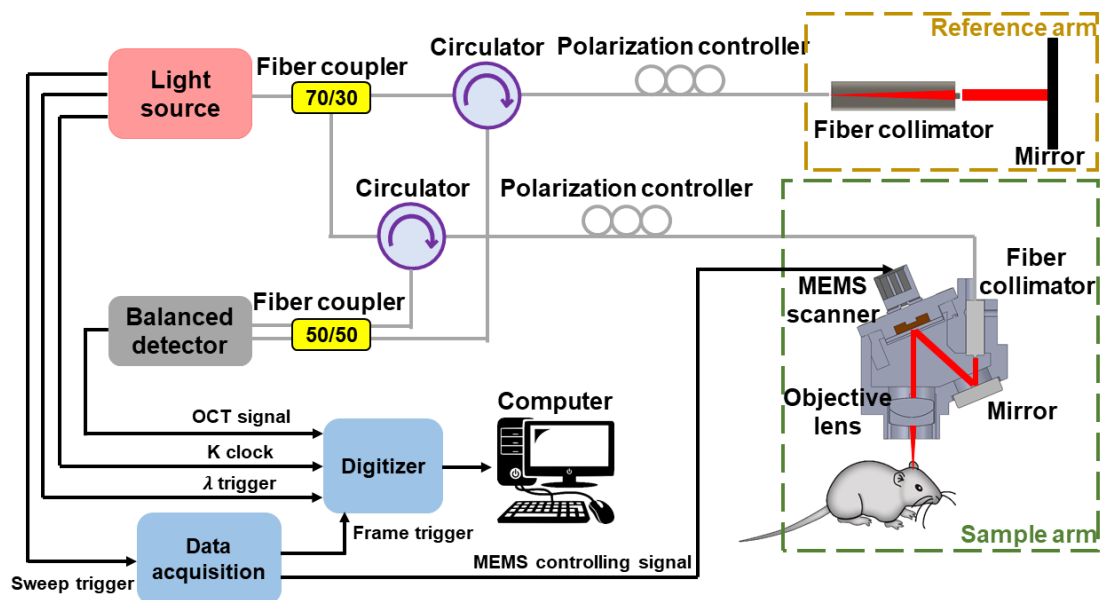 Reference arm
Circulator
Polarization controller
Fiber coupler
Light
source
70/30
Fiber collimator
Mirror
Circulator
Polarization controller
Fiber
collimator
MEMS
scanner
Fiber coupler
Balanced
detector
50/50
Objective
lens
Mirror
Computer
OCT signal
K clock
λ trigger
Digitizer
Frame trigger
Sample arm
Data
acquisition
MEMS controlling signal
Sweep trigger